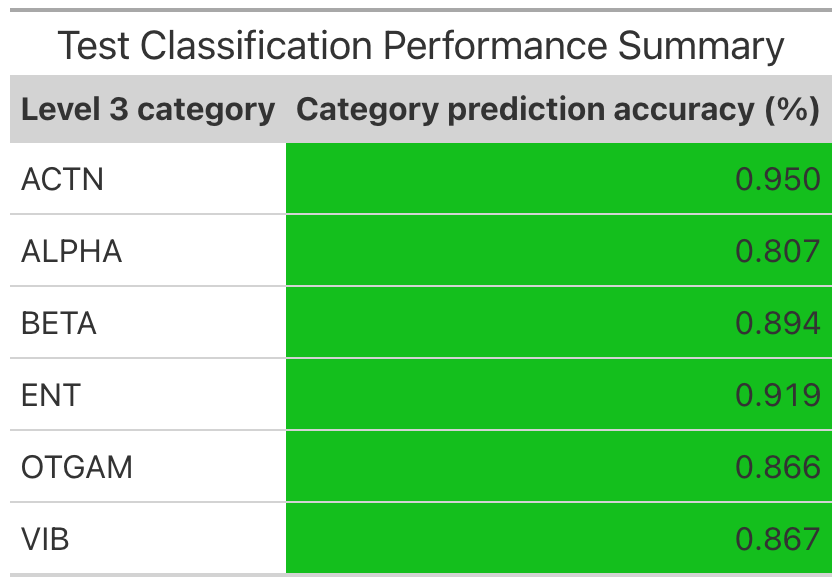 Test Classification Performance Summary
Level 3 category Category prediction accuracy (%)
ACTN 0.950
ALPHA 0.807
BETA 0.894
ENT 0.919
OTGAM 0.866
VIB 0.867